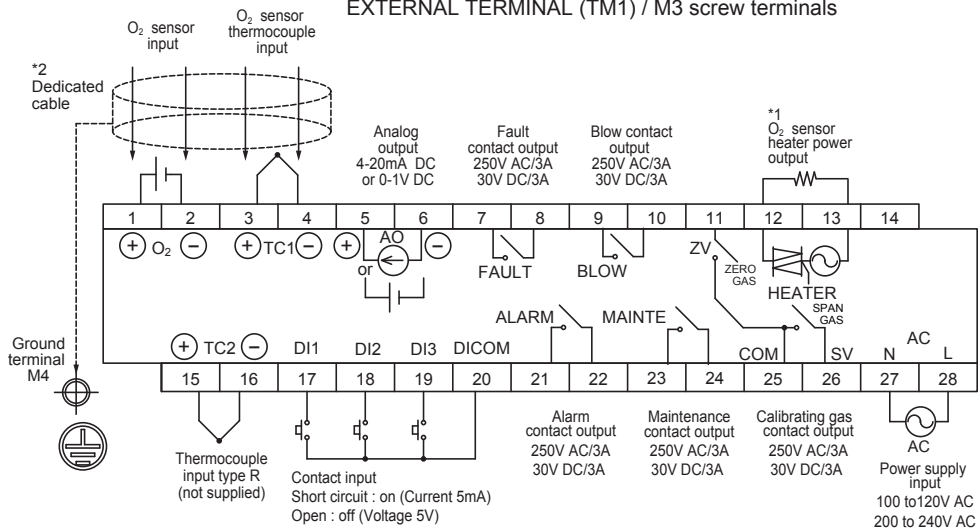 EXTERNAL TERMINAL (TM1) / M3 screw terminals
O₂ sensor
input
O₂ sensor
thermocouple
input
*2
Dedicated
cable
Analog
output
4-20mA DC
or 0-1V DC
Fault
contact output
250V AC/3A
30V DC/3A
Blow contact
output
250V AC/3A
30V DC/3A
*1
O₂ sensor
heater power
output
1 2 3 4 5 6 7 8 9 10 11 12 13 14
+ O₂ − + TC1 − + AO −
or
FAULT
BLOW
ZV
ZERO
GAS
HEATER
SPAN
GAS
ALARM
MAINTE
+ TC2 − DI1 DI2 DI3 DICOM
COM
SV
AC
N L
15 16 17 18 19 20 21 22 23 24 25 26 27 28
Ground
terminal
M4
Thermocouple
input type R
(not supplied)
Contact input
Short circuit : on (Current 5mA)
Open : off (Voltage 5V)
Alarm
contact output
250V AC/3A
30V DC/3A
Maintenance
contact output
250V AC/3A
30V DC/3A
Calibrating gas
contact output
250V AC/3A
30V DC/3A
AC
Power supply
input
100 to120V AC
200 to 240V AC